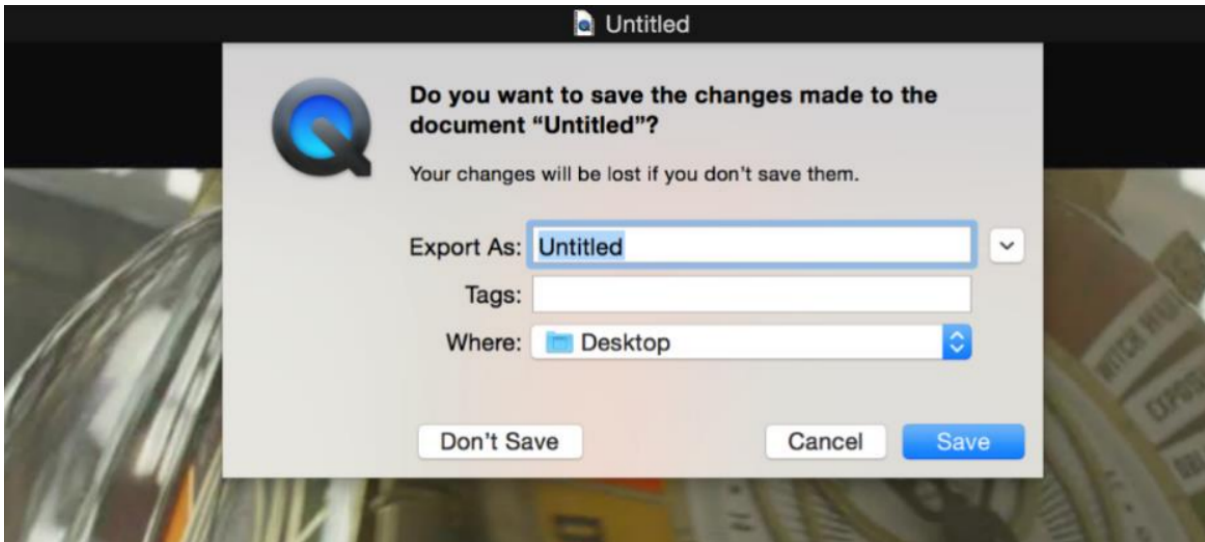 Untitled
Do you want to save the changes made to the
document “Untitled”?
Your changes will be lost if you don’t save them.
Export As: Untitled
Tags:
Where: Desktop
Don't Save Cancel Save
WITCH